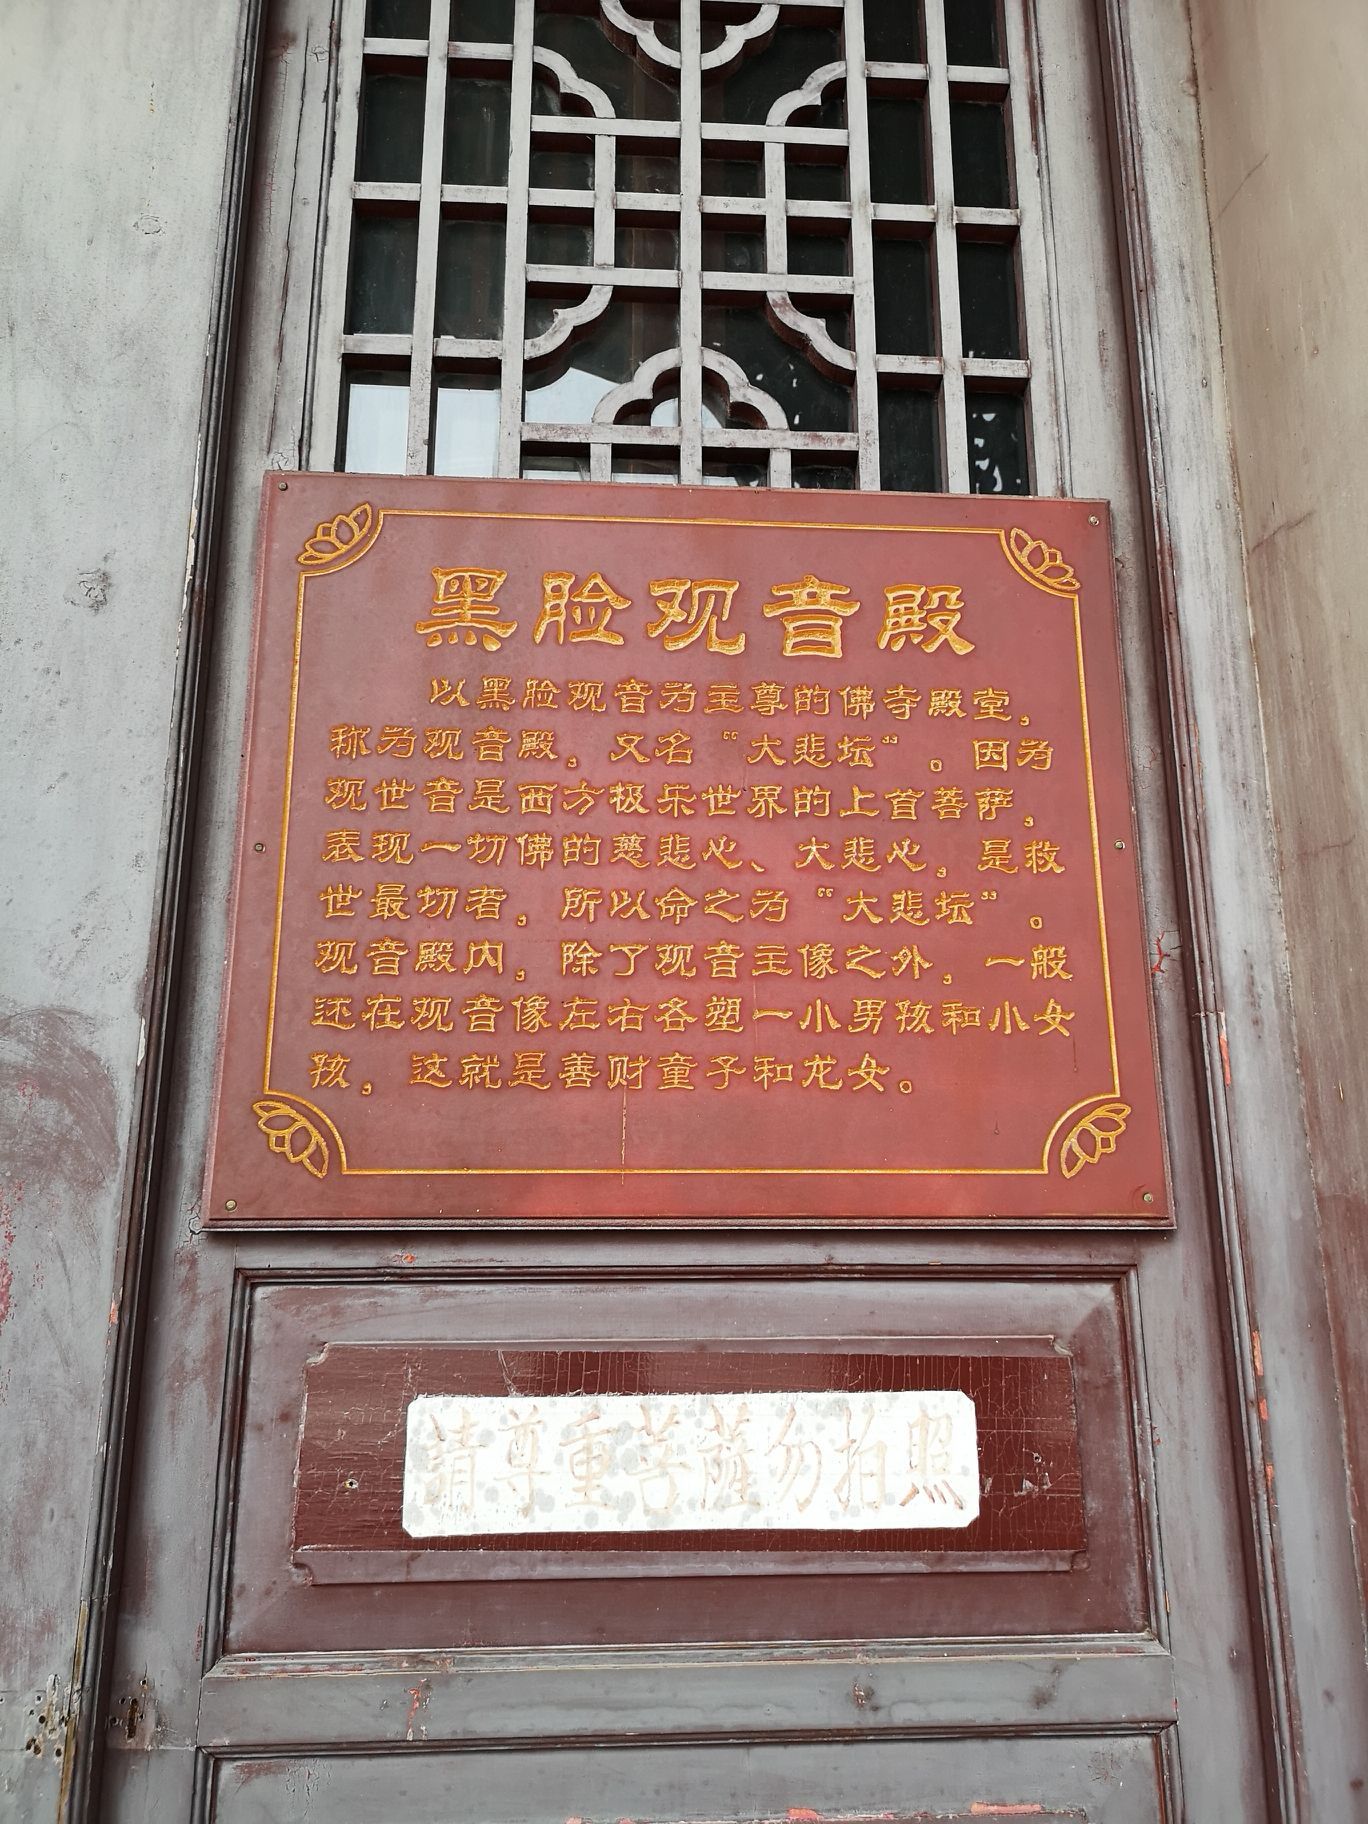 黑脸观音殿
以黑脸观音为主尊的佛寺殿堂，
称为观音殿，又名“大悲坛”。因为
观世音是西方极乐世界的上首菩萨，
表现一切佛的慈悲心、大悲心，是救
世最切者，所以命之为“大悲坛”。
观音殿内，除了观音主像之外，一般
还在观音像左右各塑一小男孩和小女
孩，这就是善财童子和龙女。
請尊重菩薩勿拍照